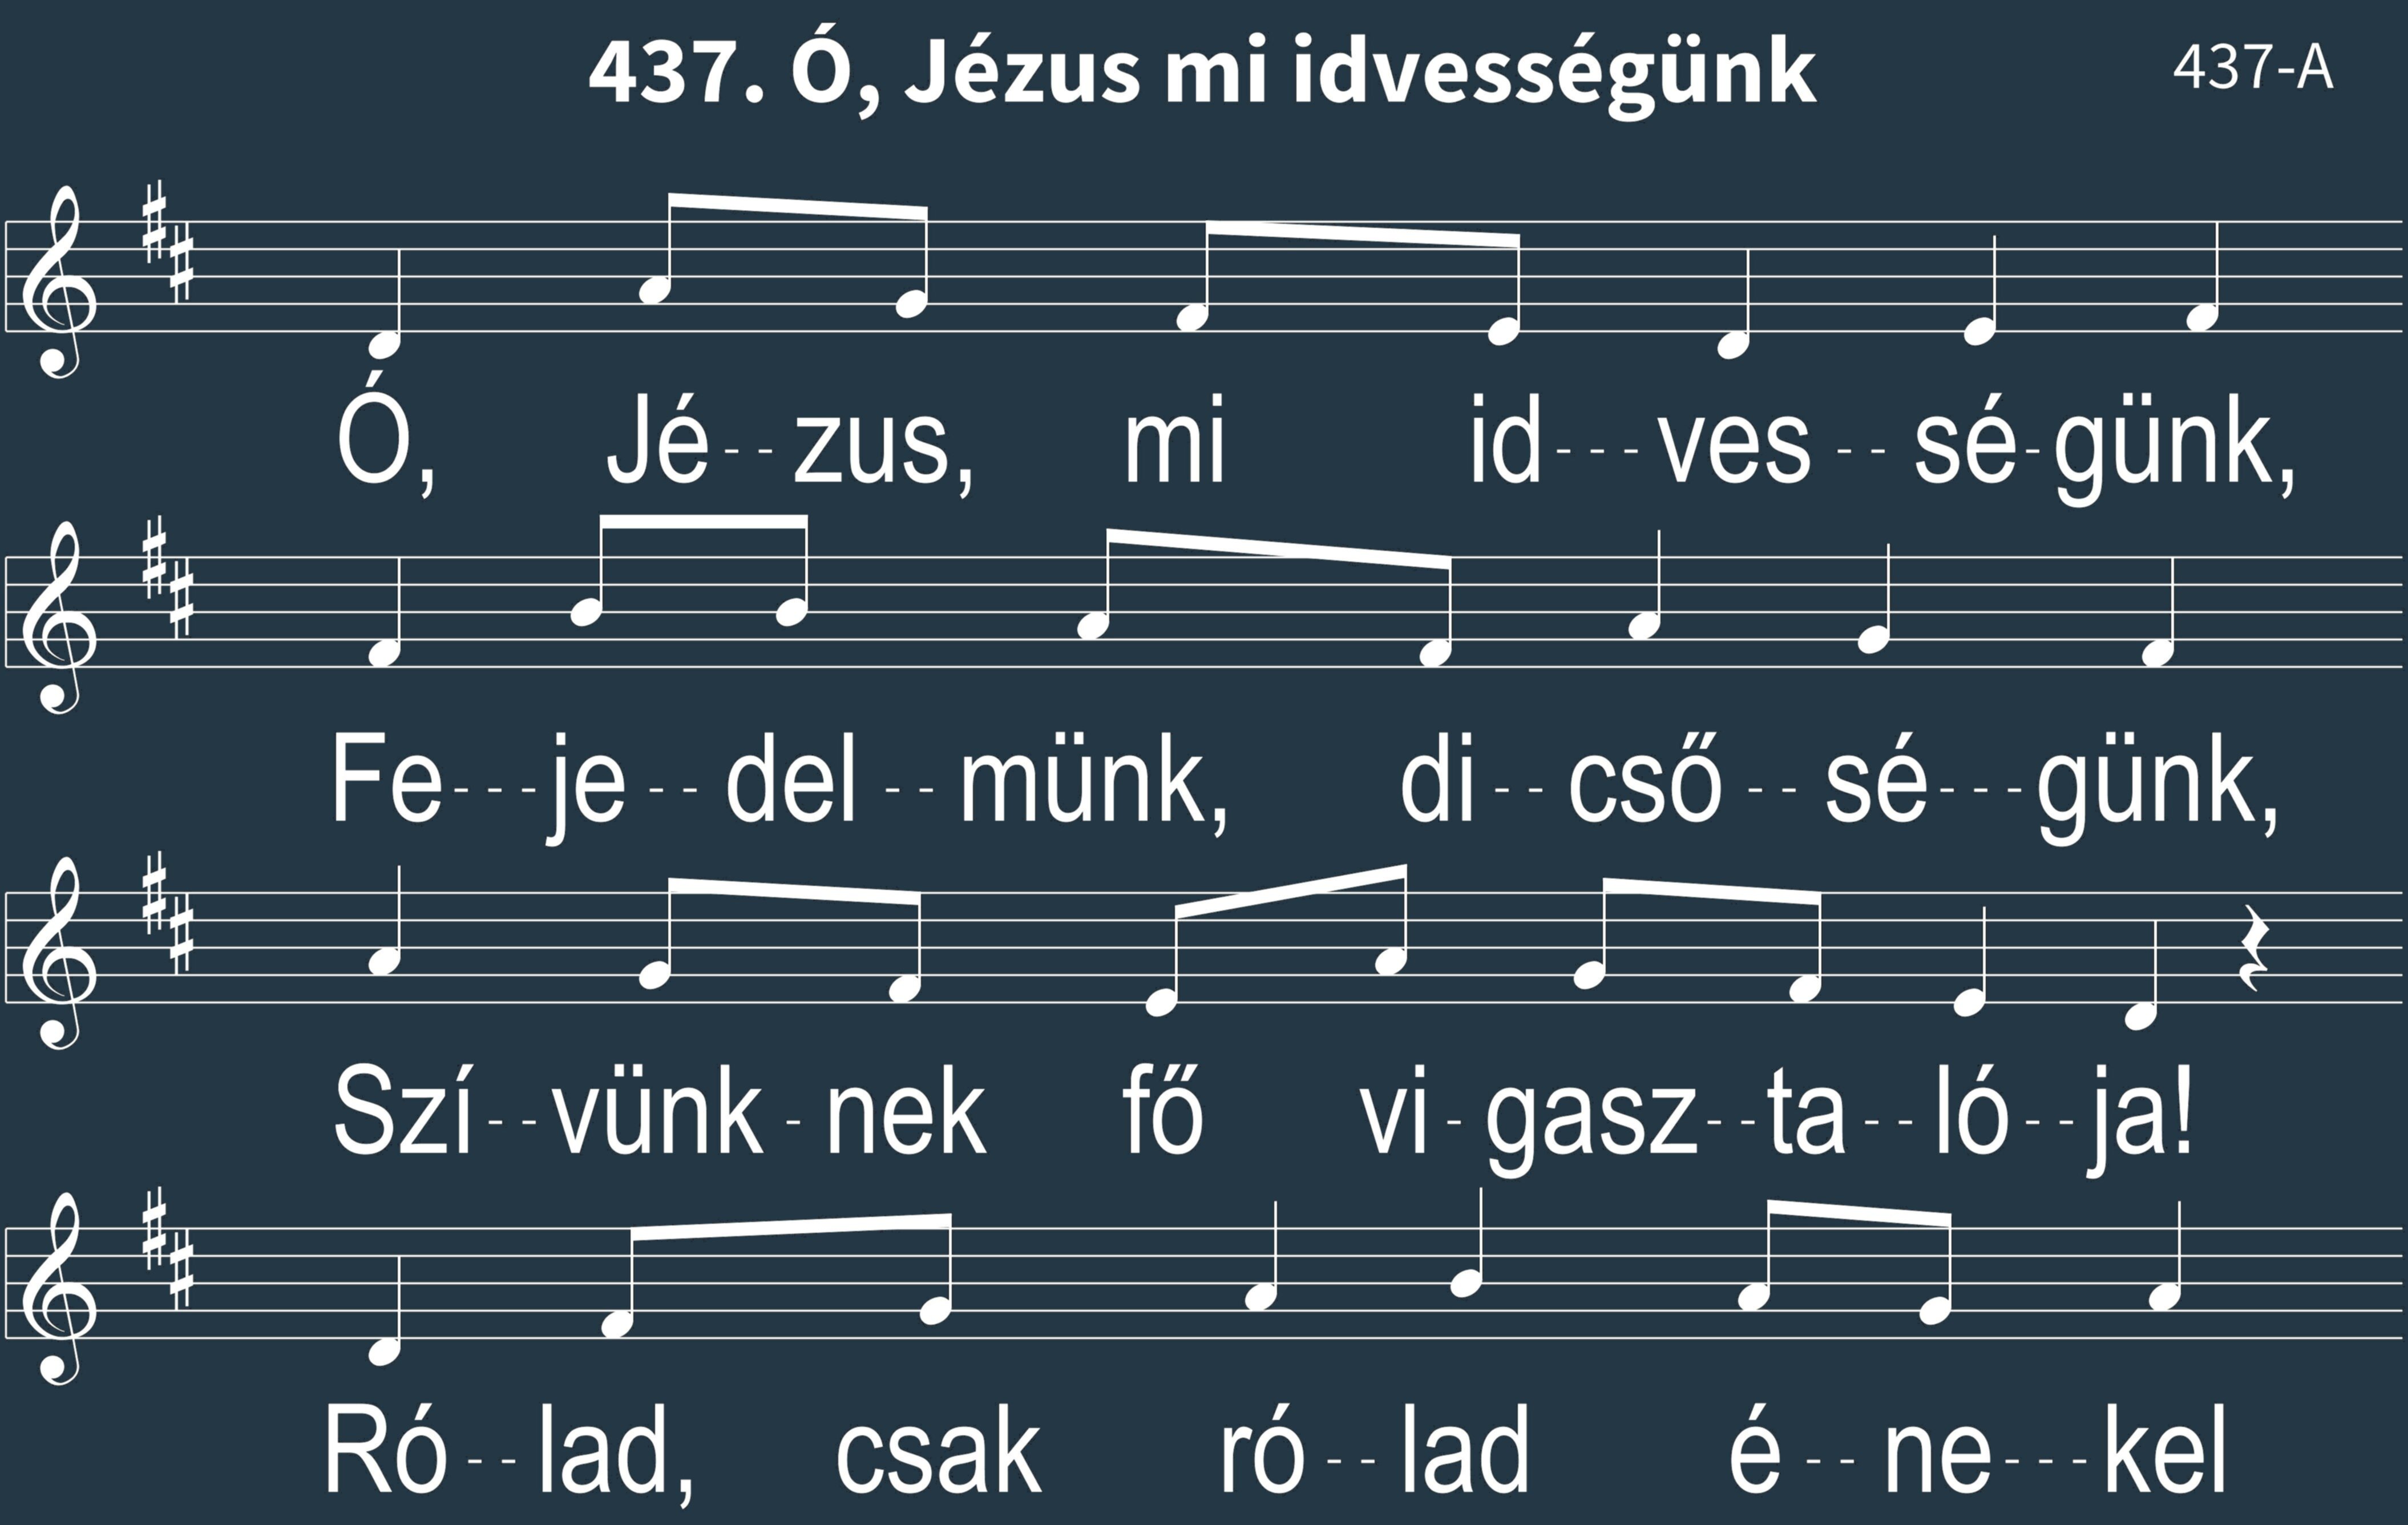 437. Ó, Jézus mi idvességünk
437-A
Ó, Jé--zus, mi id---ves--sé-günk,
Fe---je--del--münk, di--cső--sé---günk,
Szí--vünk-nek fő vi-gasz--ta--ló--ja!
Ró--lad, csak ró--lad é--ne---kel